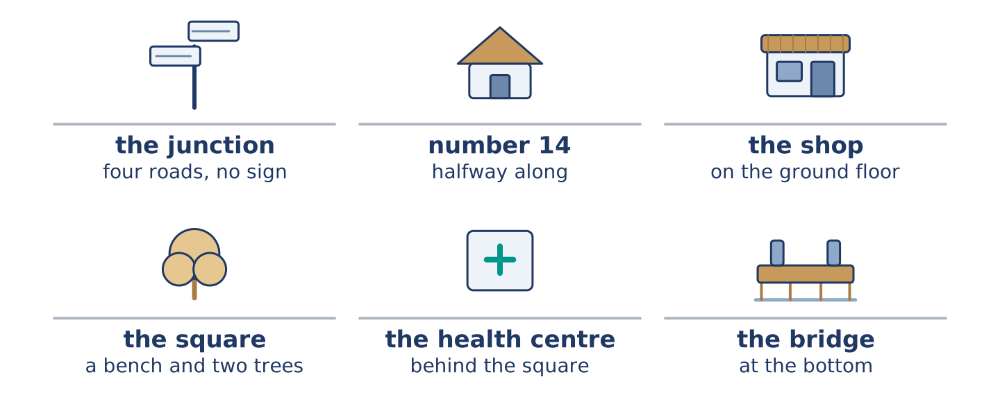 the junction
four roads, no sign
number 14
halfway along
the shop
on the ground floor
the square
a bench and two trees
the health centre
behind the square
the bridge
at the bottom